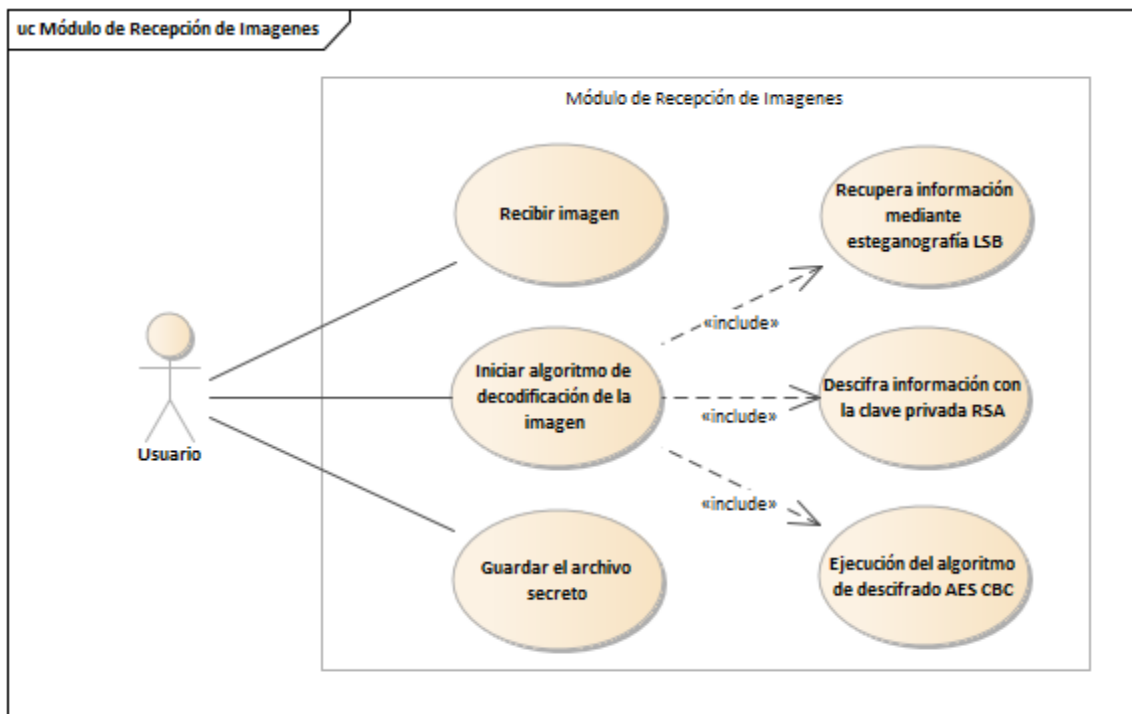 uc Módulo de Recepción de Imagenes
Módulo de Recepción de Imagenes
Recibir imagen
Recupera información
mediante
esteganografía LSB
«include»
Iniciar algoritmo de
decodificación de la
imagen
Descifra información con
la clave privada RSA
«include»
Usuario
«include»
Guardar el archivo
secreto
Ejecución del algoritmo
de descifrado AES CBC